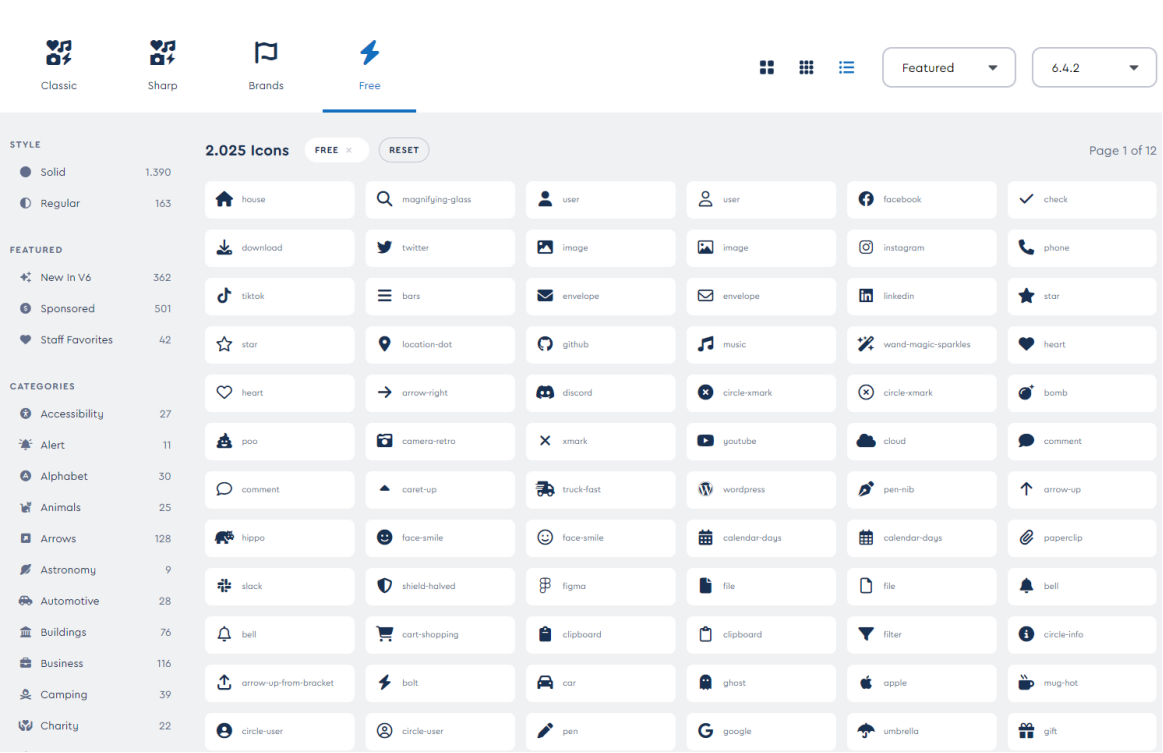 Classic
Sharp
Brands
Free
Featured
6.4.2
STYLE
Solid 1.390
Regular 163
FEATURED
New In V6 362
Sponsored 501
Staff Favorites 42
CATEGORIES
Accessibility 27
Alert 11
Alphabet 30
Animals 25
Arrows 128
Astronomy 9
Automotive 28
Buildings 76
Business 116
Camping 39
Charity 22
2.025 Icons FREE × RESET Page 1 of 12
house magnifying-glass user user facebook check
download twitter image image instagram phone
tiktok bars envelope envelope linkedin star
star location-dot github music wand-magic-sparkles heart
heart arrow-right discord circle-xmark circle-xmark bomb
poo camera-retro xmark youtube cloud comment
comment caret-up truck-fast wordpress pen-nib arrow-up
hippo face-smile face-smile calendar-days calendar-days paperclip
slack shield-halved figma file file bell
bell cart-shopping clipboard clipboard filter circle-info
arrow-up-from-bracket bolt car ghost apple mug-hot
circle-user circle-user pen google umbrella gift